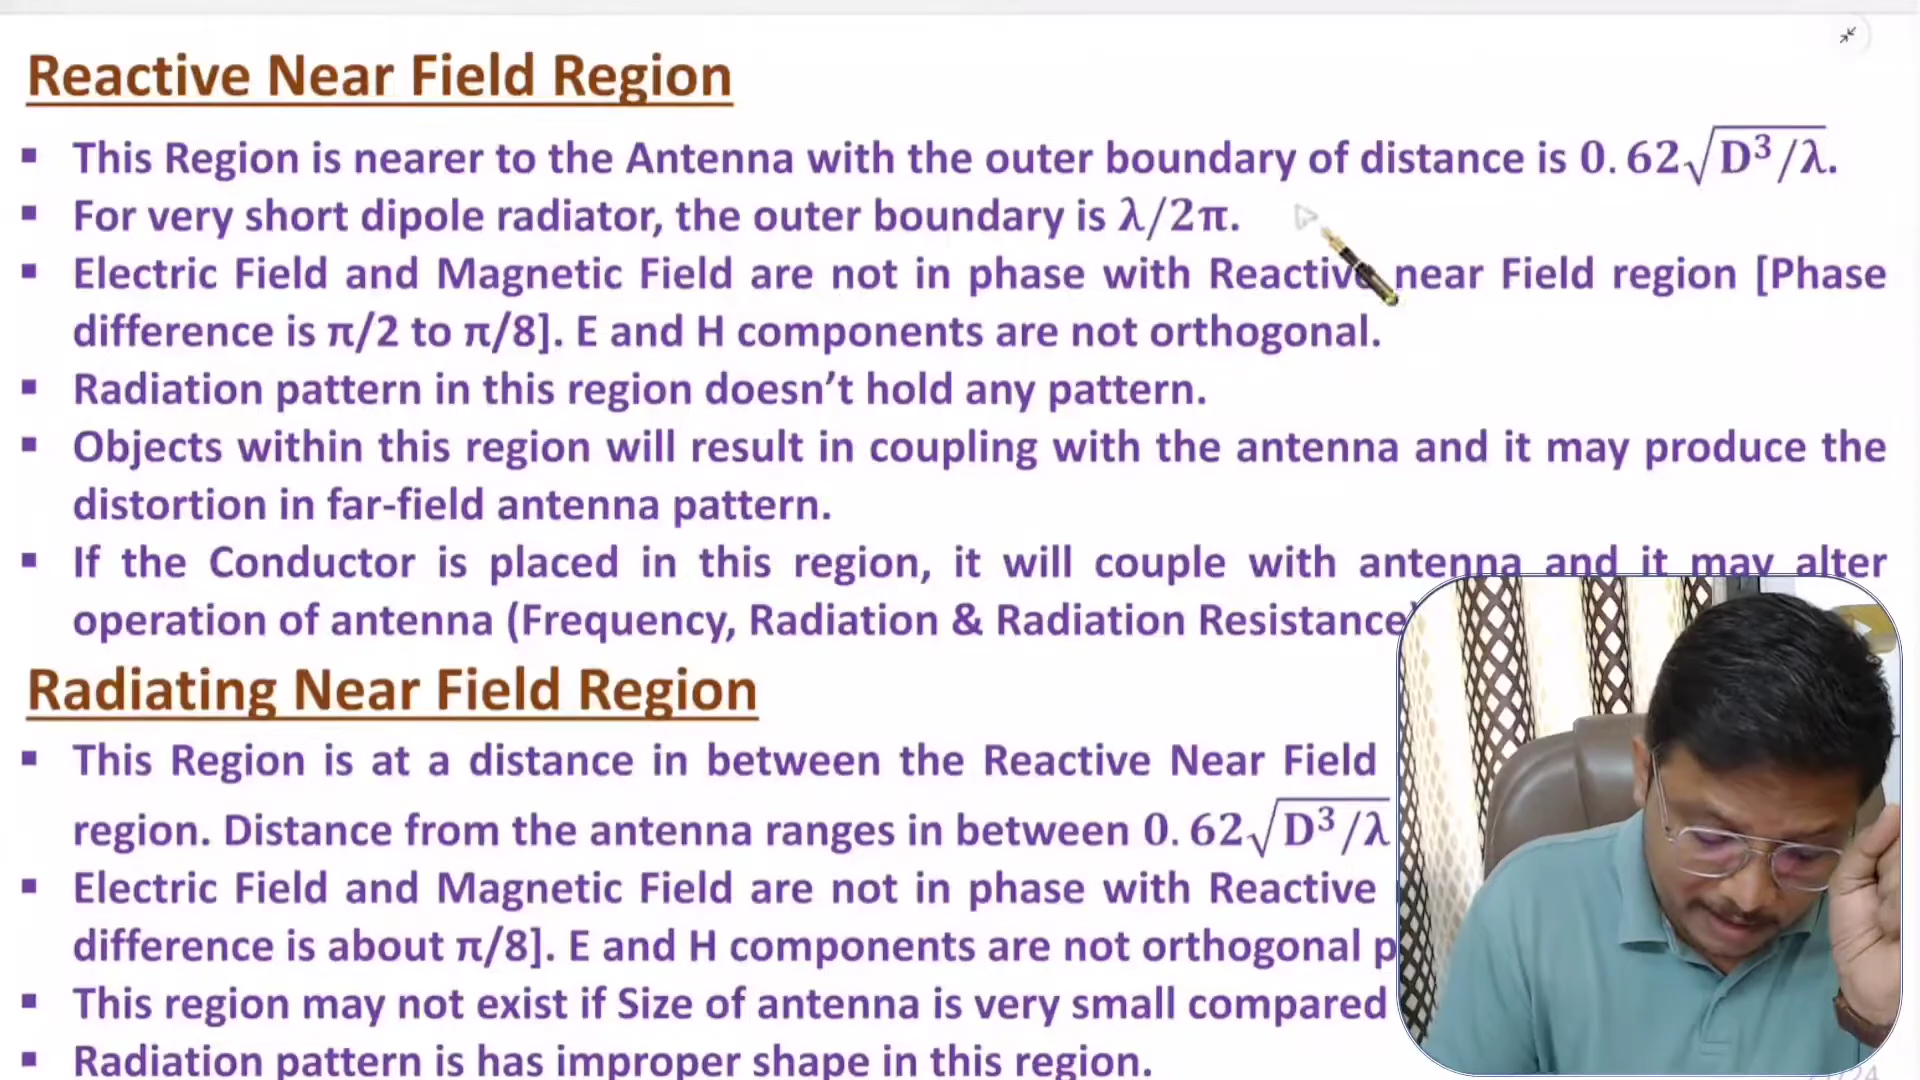 Reactive Near Field Region
▪ This Region is nearer to the Antenna with the outer boundary of distance is 0.62√(D³/λ).
▪ For very short dipole radiator, the outer boundary is λ/2π.
▪ Electric Field and Magnetic Field are not in phase with Reactive near Field region [Phase
difference is π/2 to π/8]. E and H components are not orthogonal.
▪ Radiation pattern in this region doesn't hold any pattern.
▪ Objects within this region will result in coupling with the antenna and it may produce the
distortion in far-field antenna pattern.
▪ If the Conductor is placed in this region, it will couple with antenna and it may alter
operation of antenna (Frequency, Radiation & Radiation Resistance)
Radiating Near Field Region
▪ This Region is at a distance in between the Reactive Near Field
region. Distance from the antenna ranges in between 0.62√(D³/λ)
▪ Electric Field and Magnetic Field are not in phase with Reactive
difference is about π/8]. E and H components are not orthogonal
▪ This region may not exist if Size of antenna is very small compared
▪ Radiation pattern is has improper shape in this region.